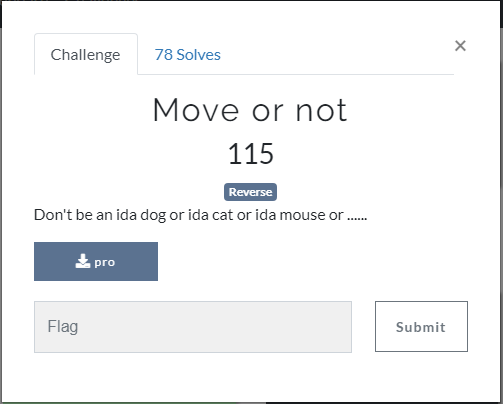 Challenge
78 Solves
×
Move or not
115
Reverse
Don't be an ida dog or ida cat or ida mouse or ......
pro
Flag
Submit